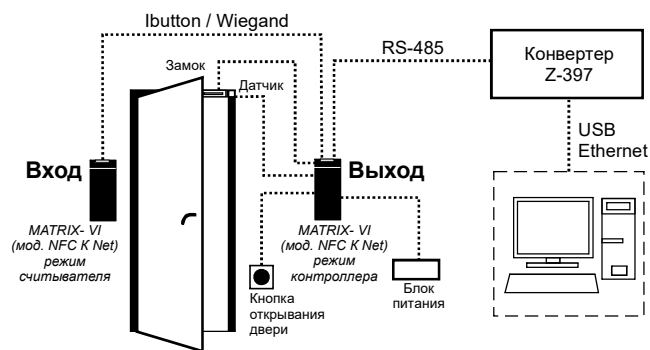 Ibutton / Wiegand
RS-485
Конвертер
Z-397
Замок
Датчик
USB
Ethernet
Вход
Выход
MATRIX- VI
(мод. NFC К Net)
режим
считывателя
MATRIX- VI
(мод. NFC К Net)
режим
контроллера
Кнопка
открывания
двери
Блок
питания